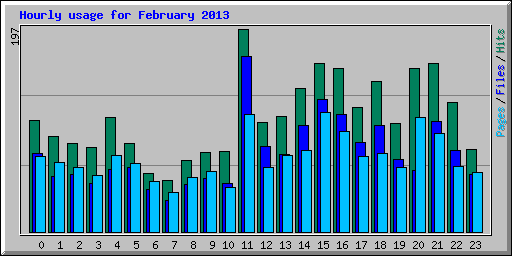 Hourly usage for February 2013
197
Pages / Files / Hits
0 1 2 3 4 5 6 7 8 9 10 11 12 13 14 15 16 17 18 19 20 21 22 23